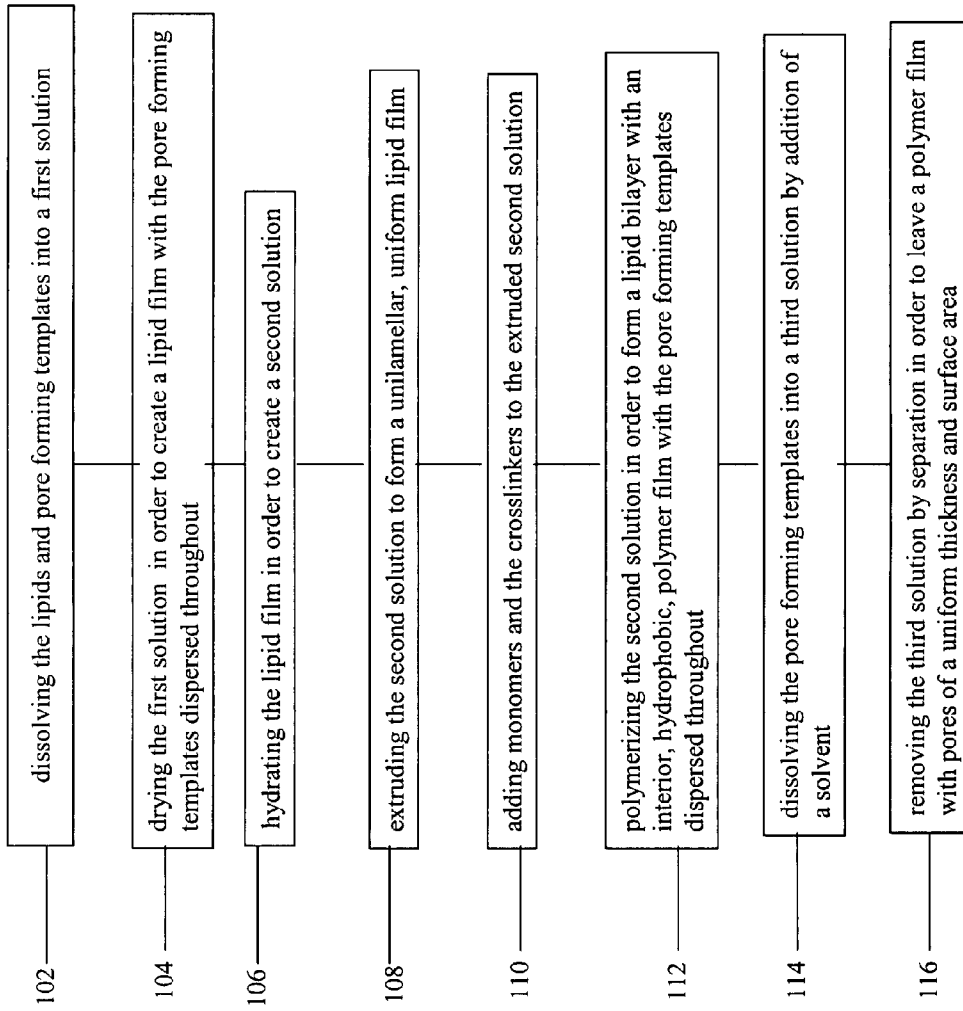 102
dissolving the lipids and pore forming templates into a first solution
104
drying the first solution in order to create a lipid film with the pore forming
templates dispersed throughout
106
hydrating the lipid film in order to create a second solution
108
extruding the second solution to form a unilamellar, uniform lipid film
110
adding monomers and the crosslinkers to the extruded second solution
112
polymerizing the second solution in order to form a lipid bilayer with an
interior, hydrophobic, polymer film with the pore forming templates
dispersed throughout
114
dissolving the pore forming templates into a third solution by addition of
a solvent
116
removing the third solution by separation in order to leave a polymer film
with pores of a uniform thickness and surface area